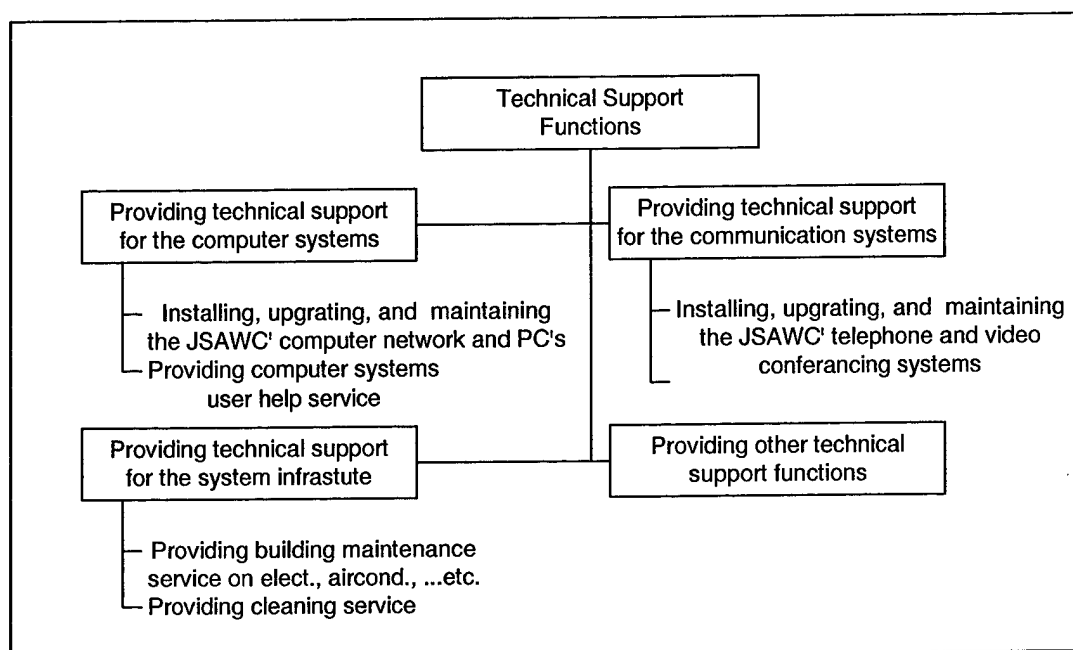 Technical Support
Functions
Providing technical support
for the computer systems
Installing, upgrading, and maintaining
the JSAWC' computer network and PC's
Providing computer systems
user help service
Providing technical support
for the communication systems
Installing, upgrading, and maintaining
the JSAWC' telephone and video
conferancing systems
Providing technical support
for the system infrastute
Providing building maintenance
service on elect., aircond., ...etc.
Providing cleaning service
Providing other technical
support functions